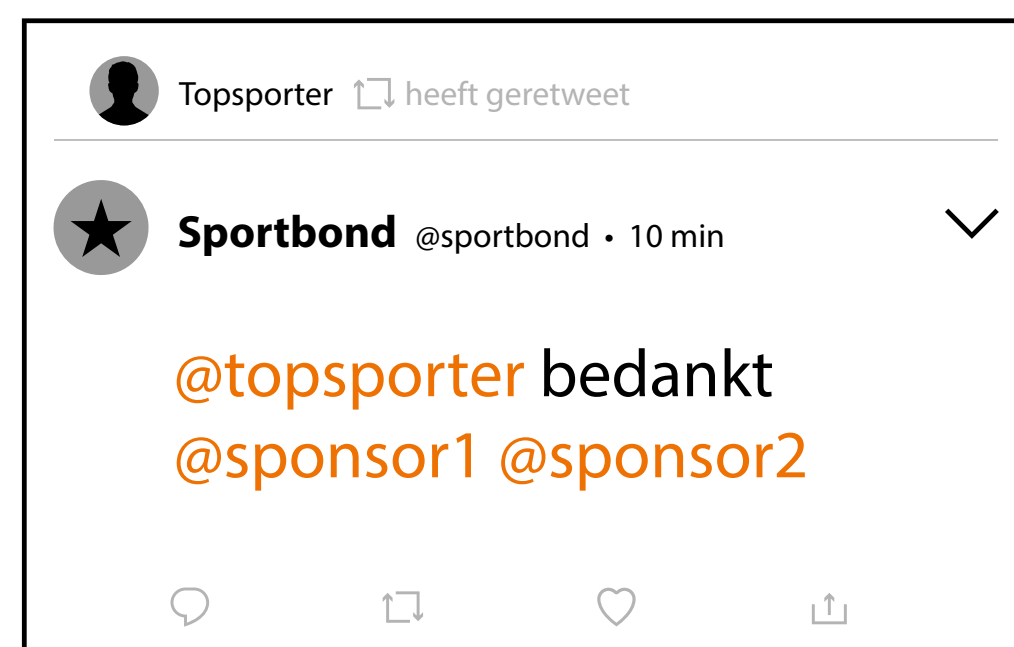 Topsporter heeft geretweet
Sportbond @sportbond • 10 min
@topsporter bedankt
@sponsor1 @sponsor2